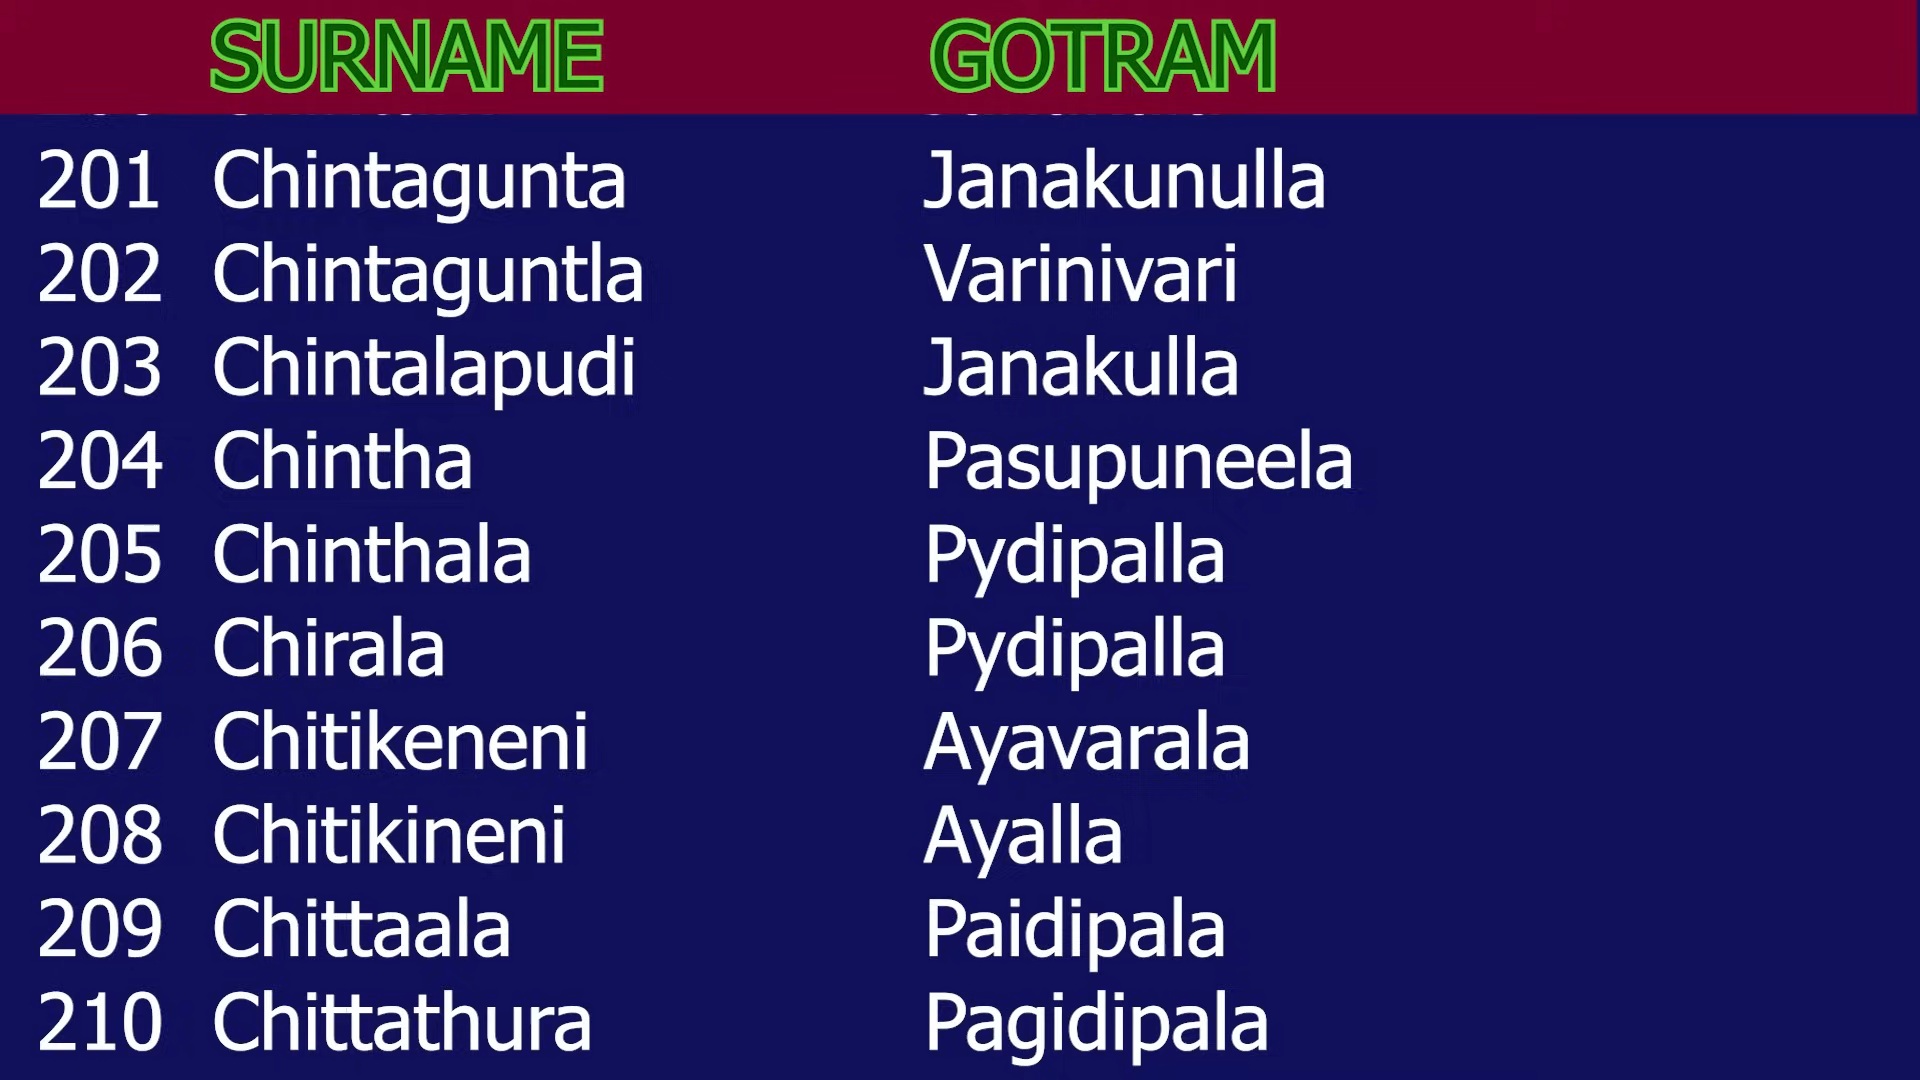 SURNAME GOTRAM
201 Chintagunta Janakunulla
202 Chintaguntla Varinivari
203 Chintalapudi Janakulla
204 Chintha Pasupuneela
205 Chinthala Pydipalla
206 Chirala Pydipalla
207 Chitikeneni Ayavarala
208 Chitikineni Ayalla
209 Chittaala Paidipala
210 Chittathura Pagidipala